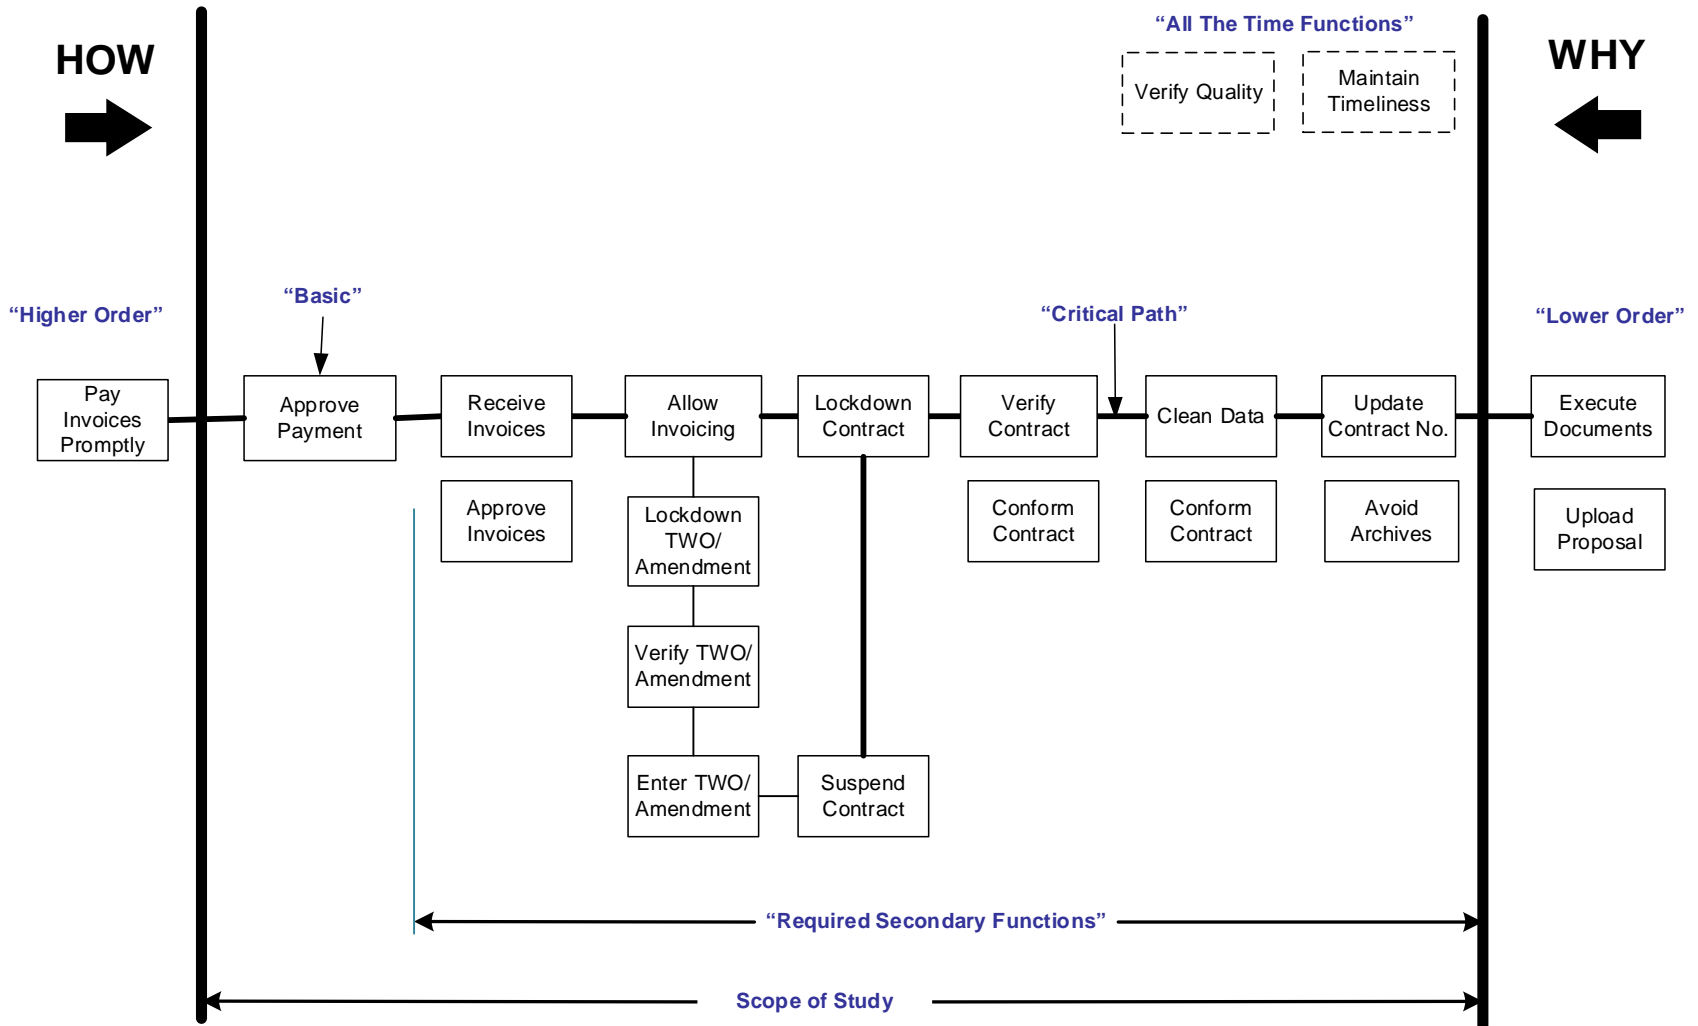 “All The Time Functions”
HOW
WHY
Verify Quality
Maintain
Timeliness
“Higher Order”
“Basic”
“Critical Path”
“Lower Order”
Pay
Invoices
Promptly
Approve
Payment
Receive
Invoices
Allow
Invoicing
Lockdown
Contract
Verify
Contract
Clean Data
Update
Contract No.
Execute
Documents
Approve
Invoices
Lockdown
TWO/
Amendment
Conform
Contract
Conform
Contract
Avoid
Archives
Upload
Proposal
Verify TWO/
Amendment
Enter TWO/
Amendment
Suspend
Contract
“Required Secondary Functions”
Scope of Study